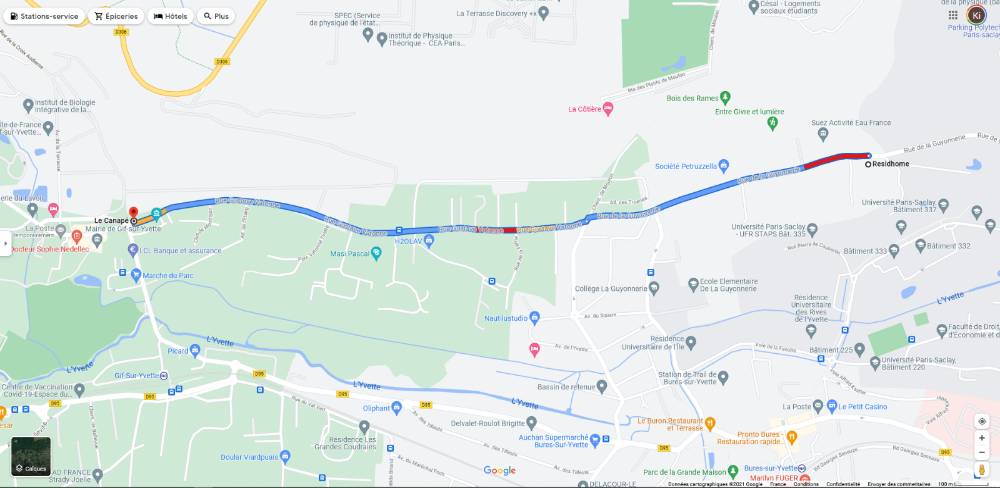 Stations-service
Épiceries
Hôtels
Plus
SPEC (Service
de physique de l'état...
La Terrasse Discovery +x
Césal - Logements
sociaux étudiants
de la physique (ba
Ki
Parking Polytech
Paris-saclay
D306
D306
Institut de Physique
Théorique - CEA Paris...
Rue de la Croix Audienne
Chem. de Moulon
Rte des Plants de Moulon
Bois des Rames
Entre Givre et lumière
La Côtière
Institut de Biologie
Intégrative de la...
Île-de-France
Gif-sur-Yvette...
Av. de la Terrasse
Suez Activité Eau France
Rue de la Guyonnerie
Rue de
Residhome
Société Petruzzella
Rue de la Guyonnerie
Chem. de Moulon
All. des Troènes
Rue de la Guyonnerie
Rue Gustave Vatonne
Rue Gustave Vatonne
Rue Gustave Vatonne
Rue Gustave Vatonne
erie du Lavoir
Le Canapé
Mairie de Gif-sur-Yvette
La Poste
temporairement...
Docteur Sophie Nedellec
Clos de Monthyon
All. de l'Étang
Parc Vatonne Yvette
H2OLAV
Masi Pascal
Rue de la Ferme
LCL Banque et assurance
Marché du Parc
Université Paris-Saclay,
Bâtiment 337
Université Paris-Saclay
- UFR STAPS Bât. 335
Rue Pierre de Coubertin
Bâtiment 333
Bâtiment 332
Collège La Guyonnerie
Ecole Elementaire
De La Guyonnerie
Résidence
Universitaire
des Rives
de l'Yvette
L'Yvette
Nautilustudio
Av. du Square
Av. de l'Yvette
Résidence
Universitaire de l'Île
Voie de la Faculté
Faculté de Droit,
d'Économie et d
Bâtiment 225
Université Paris-Saclay,
Bâtiment 220
L'Yvette
Picard
L'Yvette
Gif-Sur-Yvette
RER
D95
D95
D95
D95
D95
Centre de Vaccination
Covid-19-Espace du...
L'Yvette
L'Yvette
Bassin de retenue
Station de Trail de
Bures-sur-Yvette
Voie Alfred Kastler
Voie Alfred
Kastler
La Poste
Le Petit Casino
Rue du Val Vert
Oliphant
Av. des Tilleuls
Delvalet-Roulot Brigitte
Le Buron Restaurant
et Terrasse
Pronto Bures -
Restauration rapide...
Chem. de Bellevue
Bellevue
esar
Résidence Les
Grandes Coudraies
Auchan Supermarché
Bures-Sur-Yvette
D95
D95
Bd Georges Seneuze
Bd Georges Seneuze
Calques
AD FRANCE
Strady Joelle
Doular Viardpuais
Av. du Maréchal Foch
Av. des Tilleuls
Av. des Tilleuls
Google
Parc de la Grande Maison
Bures-sur-Yvette
RER
Marilyn FUGER
DELACOUR-LE
Données cartographiques ©2021 Google
France
Conditions
Confidentialité
Envoyer des commentaires
100 m